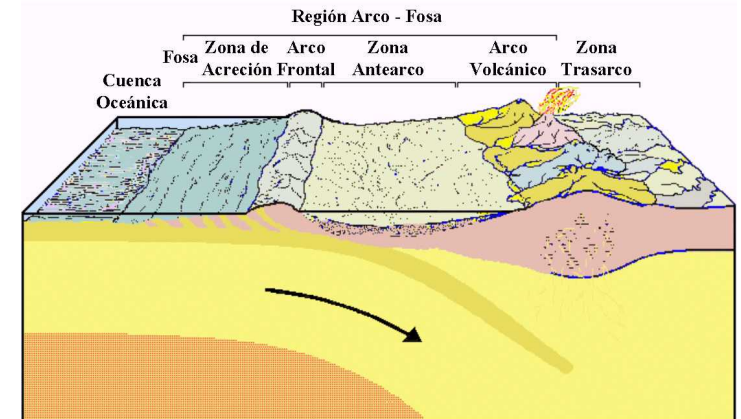 Región Arco - Fosa
Fosa
Zona de
Acreción
Arco
Frontal
Zona
Antearco
Arco
Volcánico
Zona
Trasarco
Cuenca
Oceánica